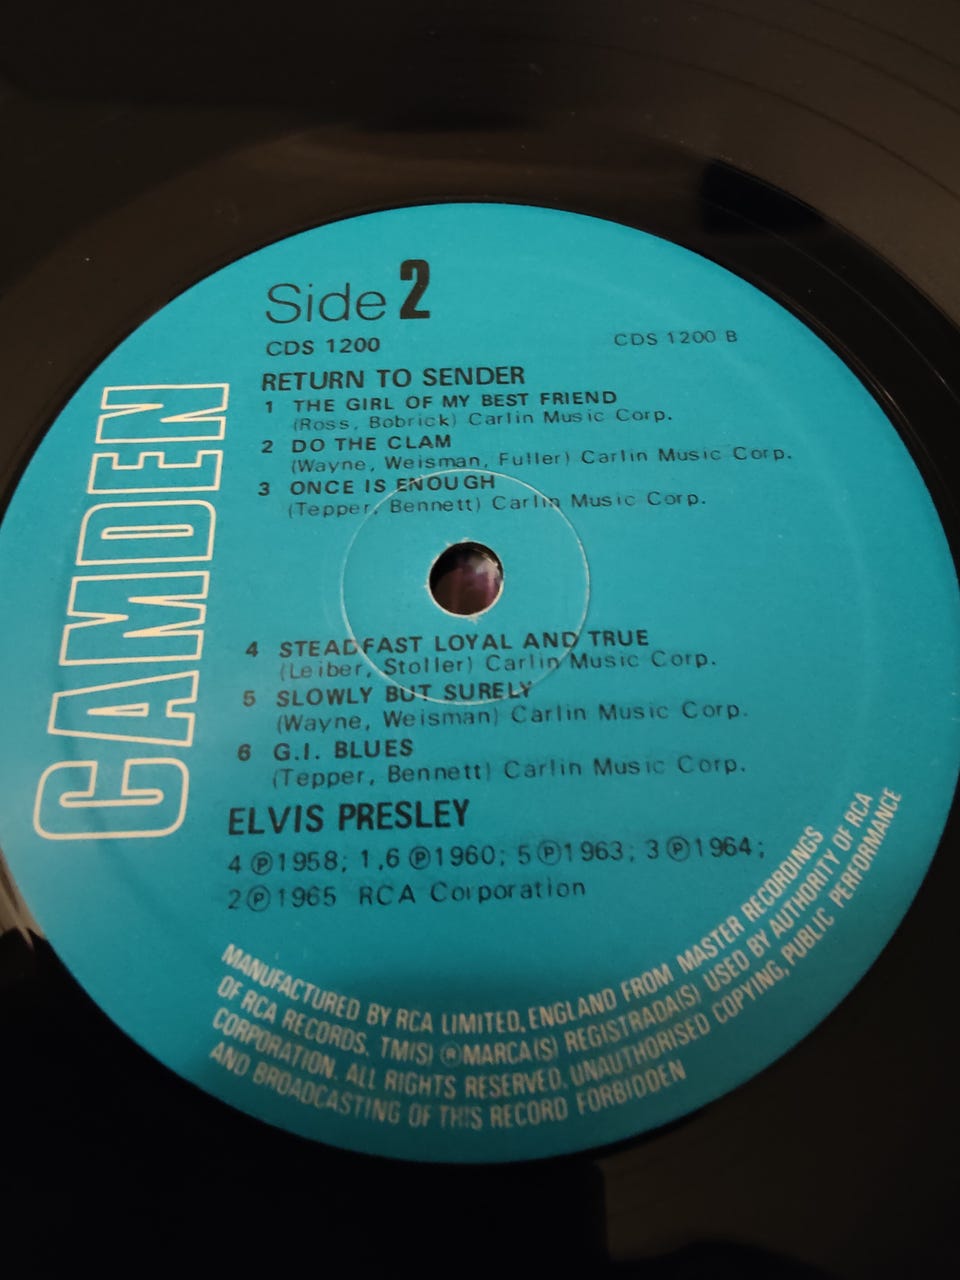 Side 2
CDS 1200
CDS 1200 B
RETURN TO SENDER
1 THE GIRL OF MY BEST FRIEND
(Ross, Bobrick) Carlin Music Corp.
2 DO THE CLAM
(Wayne, Weisman, Fuller) Carlin Music Corp.
3 ONCE IS ENOUGH
(Tepper, Bennett) Carlin Music Corp.
CAMDEN
4 STEADFAST LOYAL AND TRUE
(Leiber, Stoller) Carlin Music Corp.
5 SLOWLY BUT SURELY
(Wayne, Weisman) Carlin Music Corp.
6 G.I. BLUES
(Tepper, Bennett) Carlin Music Corp.
ELVIS PRESLEY
4 ℗ 1958; 1,6 ℗ 1960; 5 ℗ 1963; 3 ℗ 1964;
2 ℗ 1965 RCA Corporation
MANUFACTURED BY RCA LIMITED, ENGLAND FROM MASTER RECORDINGS
OF RCA RECORDS. TM(S) ® MARCA(S) REGISTRADA(S) USED BY AUTHORITY OF RCA
CORPORATION. ALL RIGHTS RESERVED. UNAUTHORISED COPYING, PUBLIC PERFORMANCE
AND BROADCASTING OF THIS RECORD FORBIDDEN